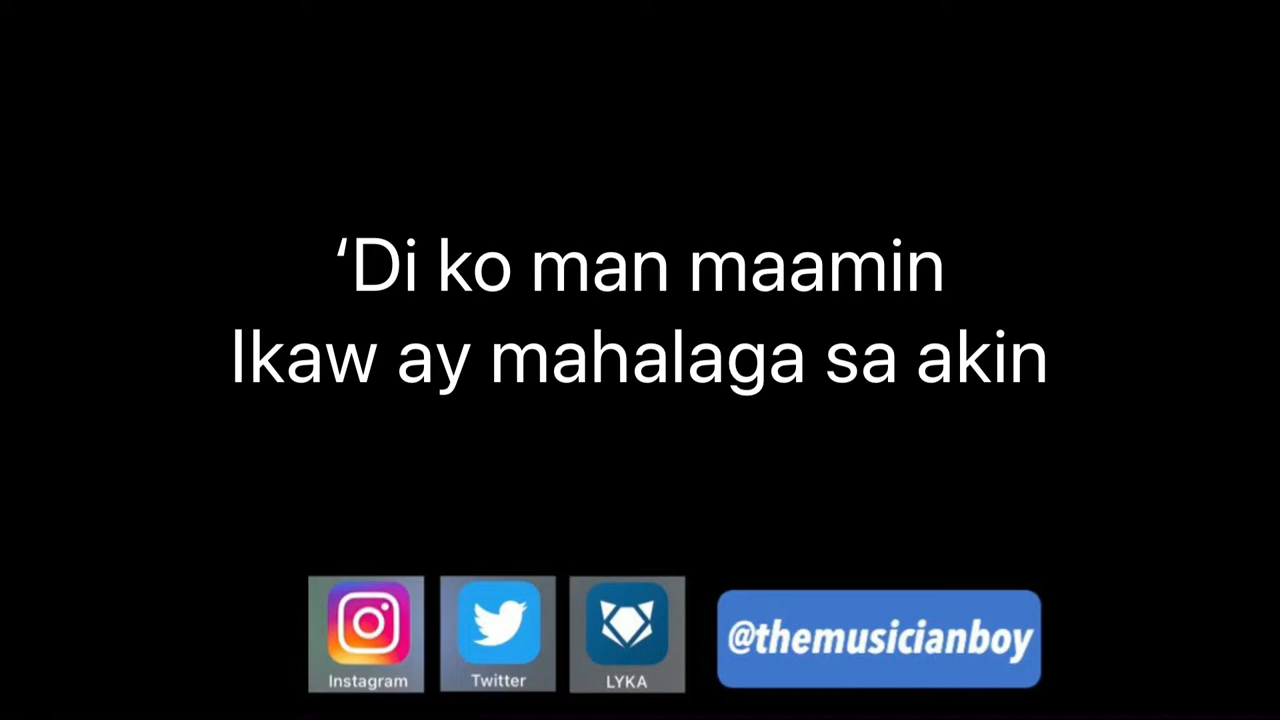 ‘Di ko man maamin
Ikaw ay mahalaga sa akin
Instagram
Twitter
LYKA
@themusicianboy